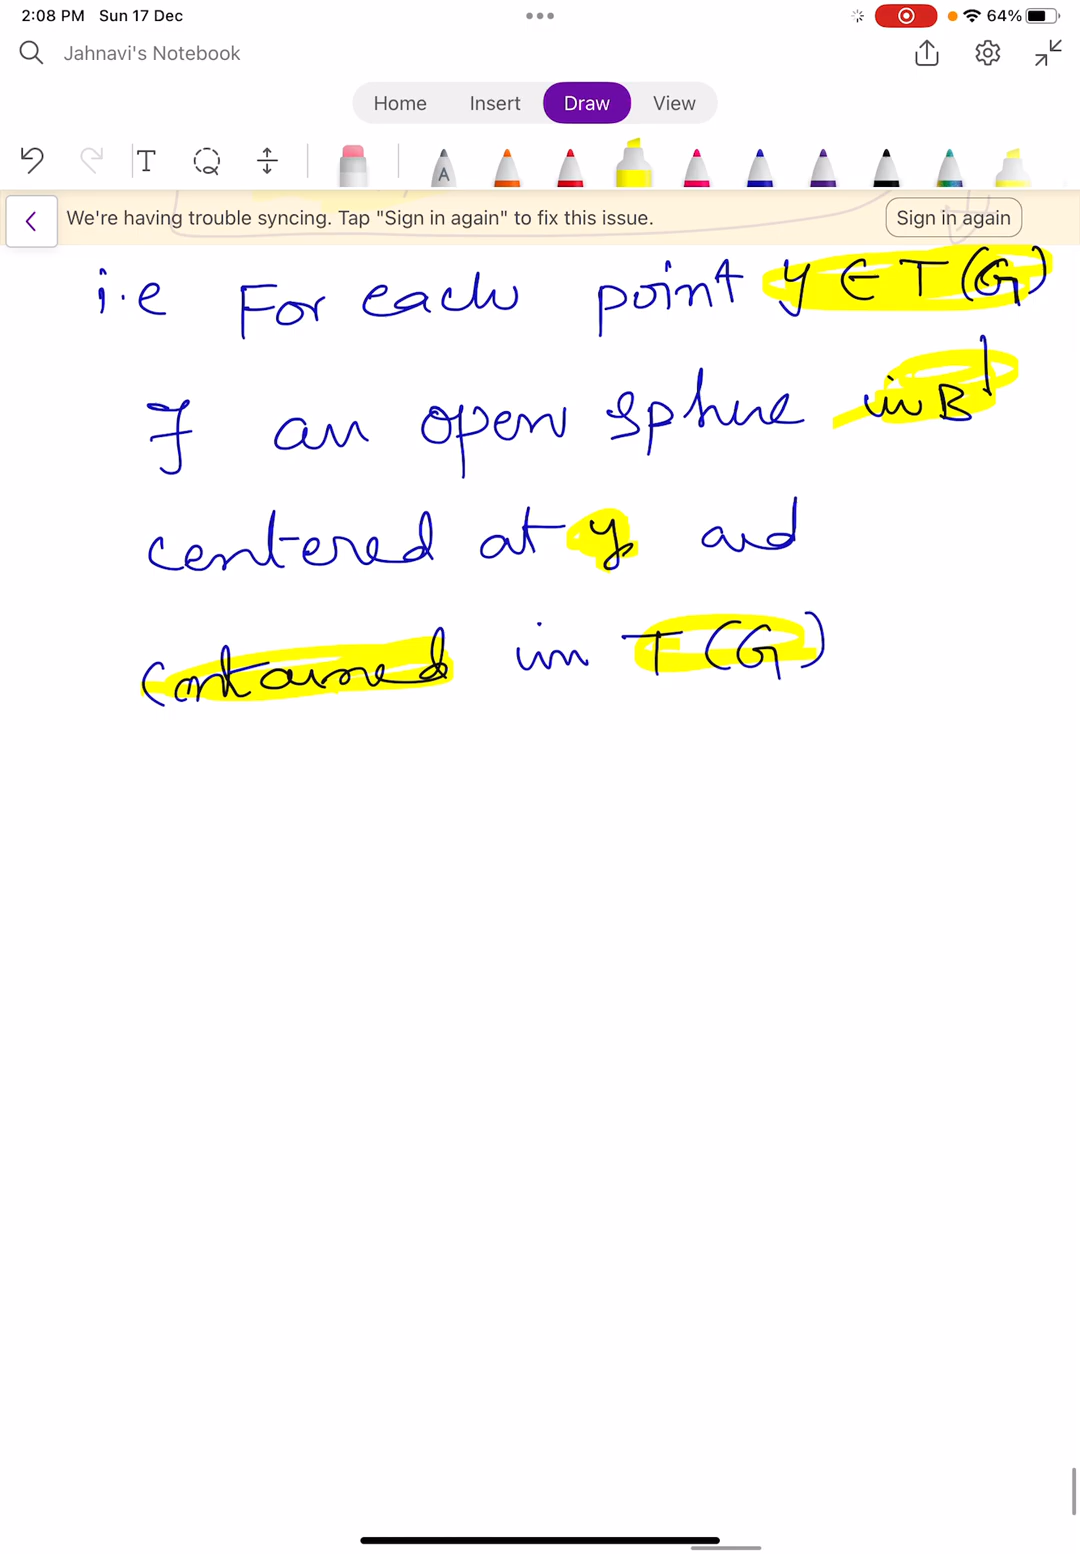 2:08 PM Sun 17 Dec
64%
Jahnavi's Notebook
Home Insert Draw View
T
A
We're having trouble syncing. Tap "Sign in again" to fix this issue.
Sign in again
i.e For each point y ∈ T(G)
∃ an open sphere in B'
centered at y and
contained in T(G)